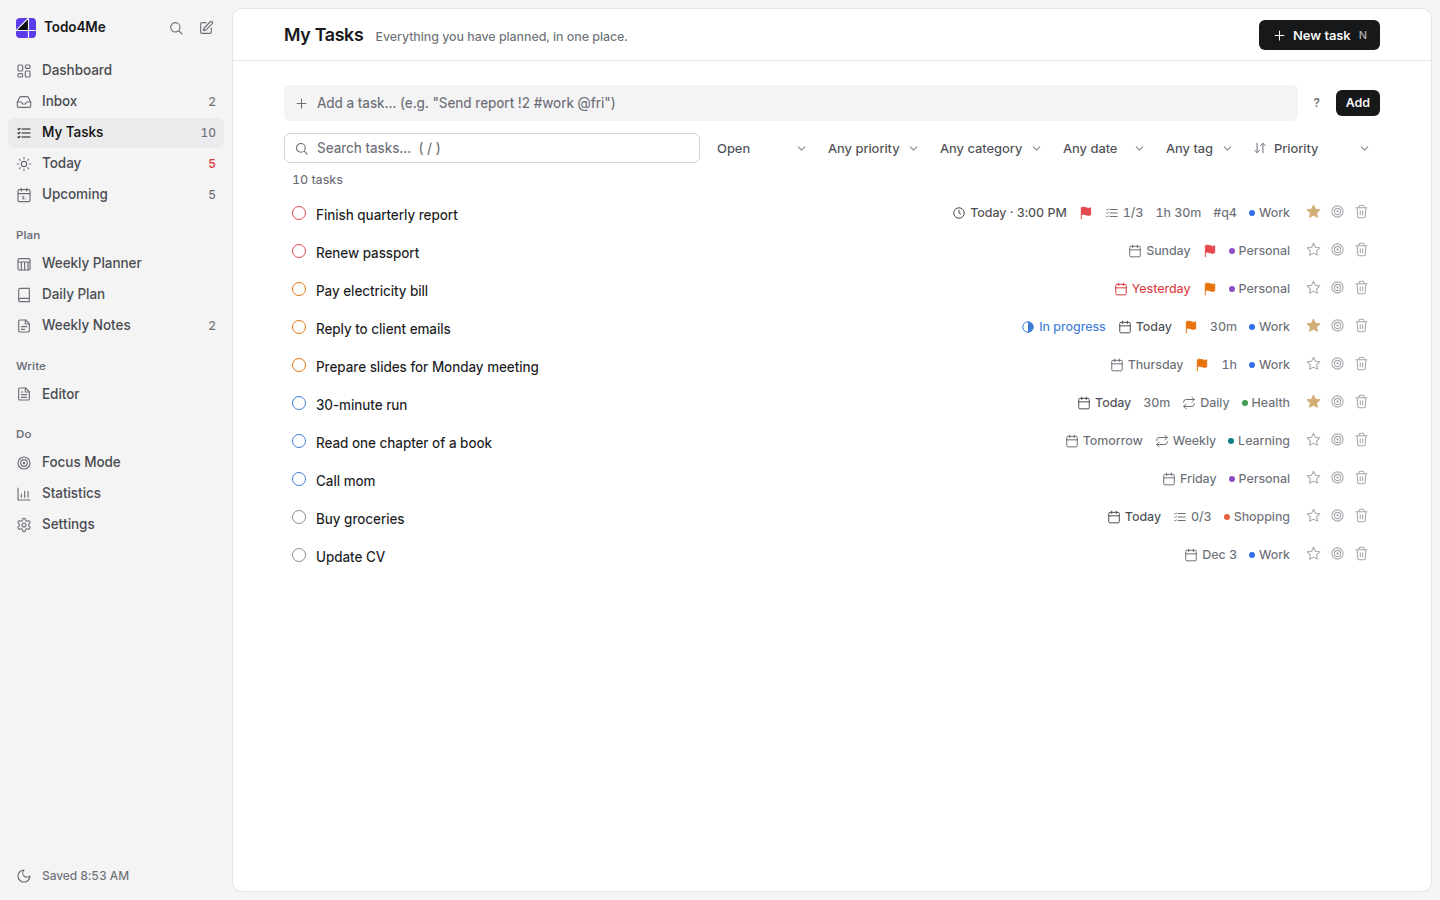 Todo4Me
Dashboard
Inbox 2
My Tasks 10
Today 5
Upcoming 5
Plan
Weekly Planner
Daily Plan
Weekly Notes 2
Write
Editor
Do
Focus Mode
Statistics
Settings
Saved 8:53 AM
My Tasks Everything you have planned, in one place.
New task N
Add a task... (e.g. "Send report !2 #work @fri") ? Add
Search tasks... ( / ) Open Any priority Any category Any date Any tag Priority
10 tasks
Finish quarterly report Today · 3:00 PM 1/3 1h 30m #q4 Work
Renew passport Sunday Personal
Pay electricity bill Yesterday Personal
Reply to client emails In progress Today 30m Work
Prepare slides for Monday meeting Thursday 1h Work
30-minute run Today 30m Daily Health
Read one chapter of a book Tomorrow Weekly Learning
Call mom Friday Personal
Buy groceries Today 0/3 Shopping
Update CV Dec 3 Work